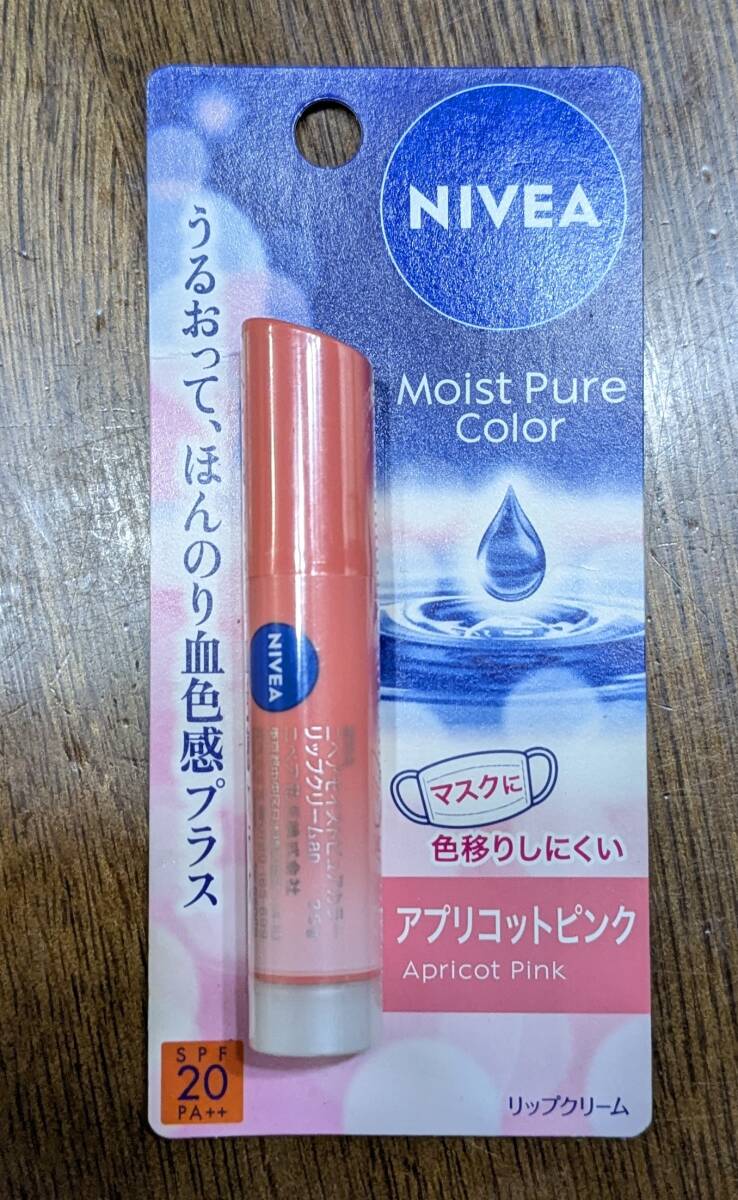 NIVEA
Moist Pure
Color
うるおって、ほんのり血色感プラス
NIVEA
リップクリームan
マスクに
色移りしにくい
アプリコットピンク
Apricot Pink
SPF
20
PA++
リップクリーム